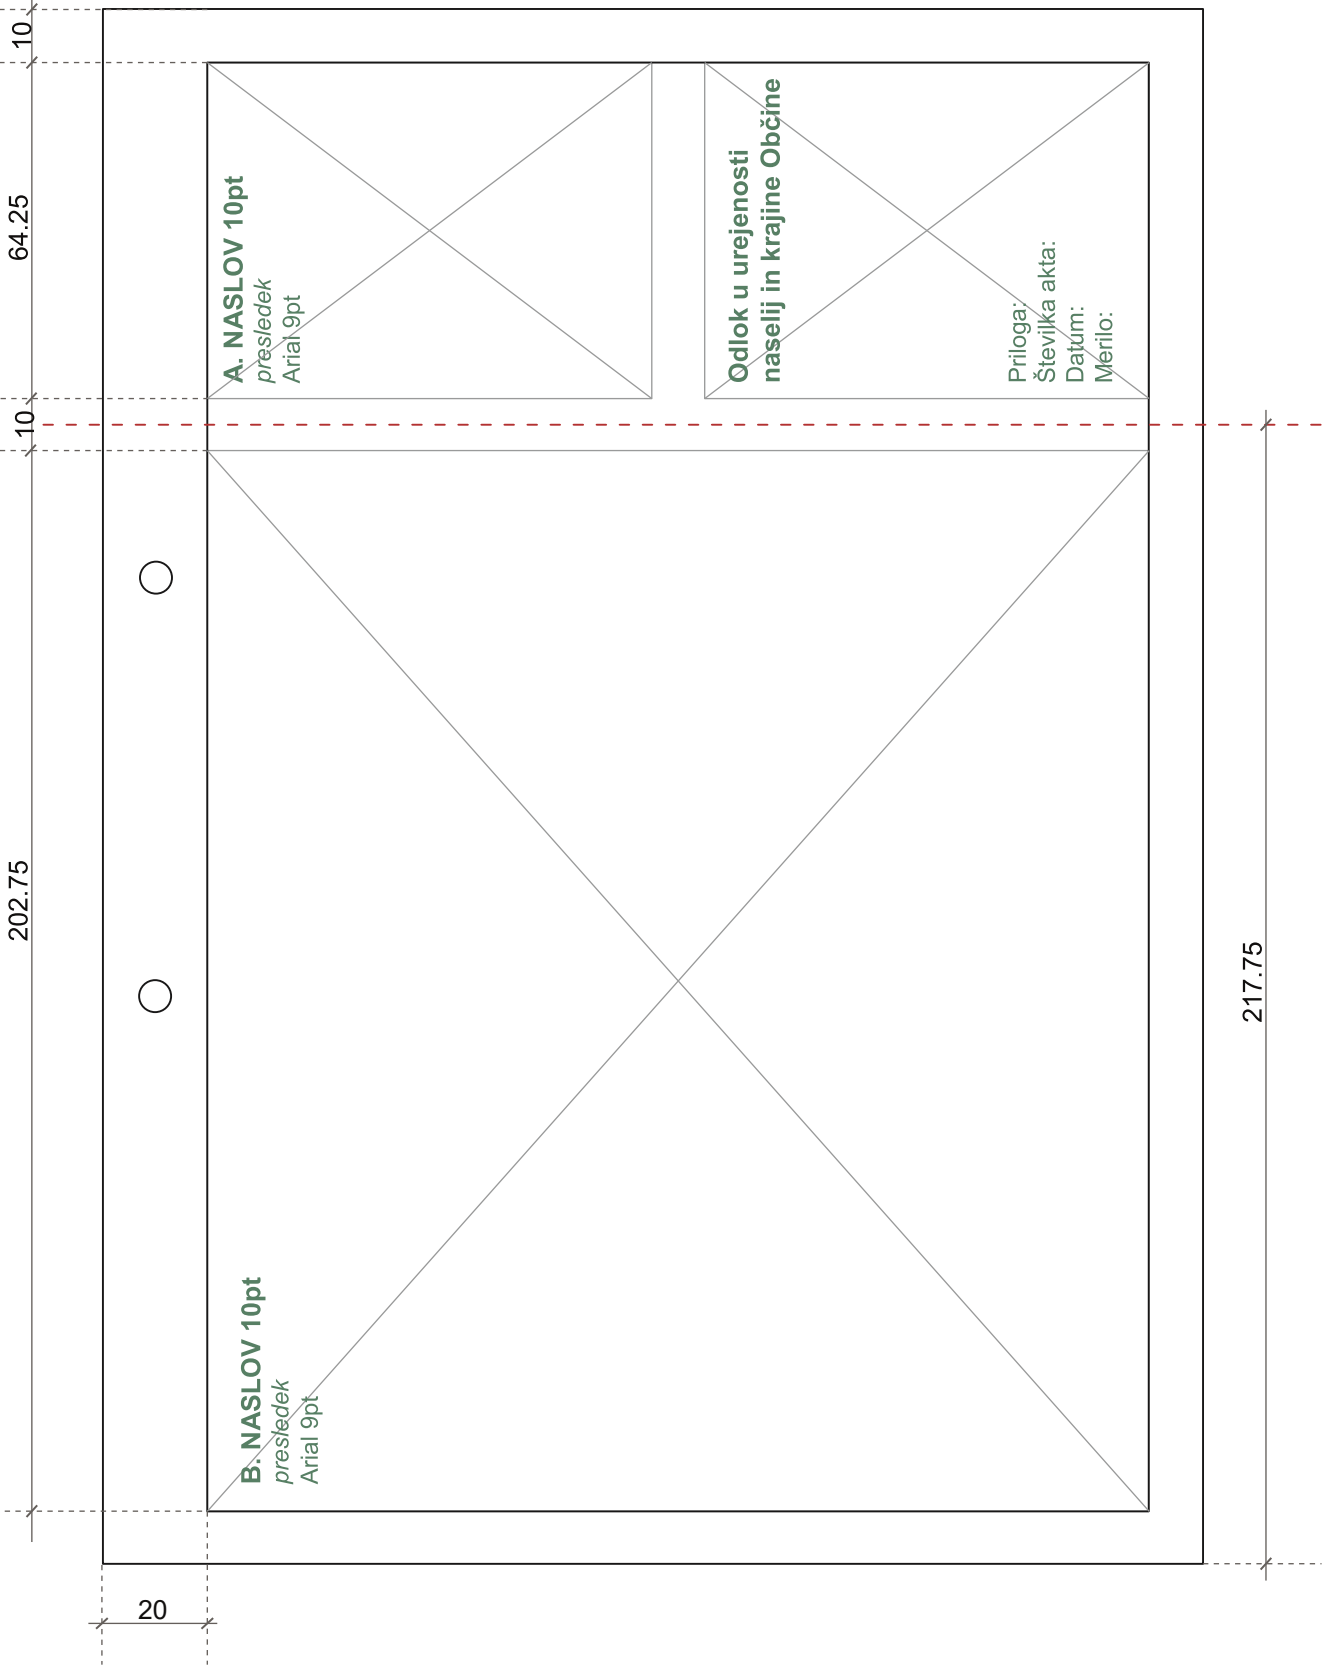 10
64.25
10
202.75
20
217.75
A. NASLOV 10pt
presledek
Arial 9pt
Odlok u urejenosti
naselij in krajine Občine
Priloga:
Številka akta:
Datum:
Merilo:
B. NASLOV 10pt
presledek
Arial 9pt